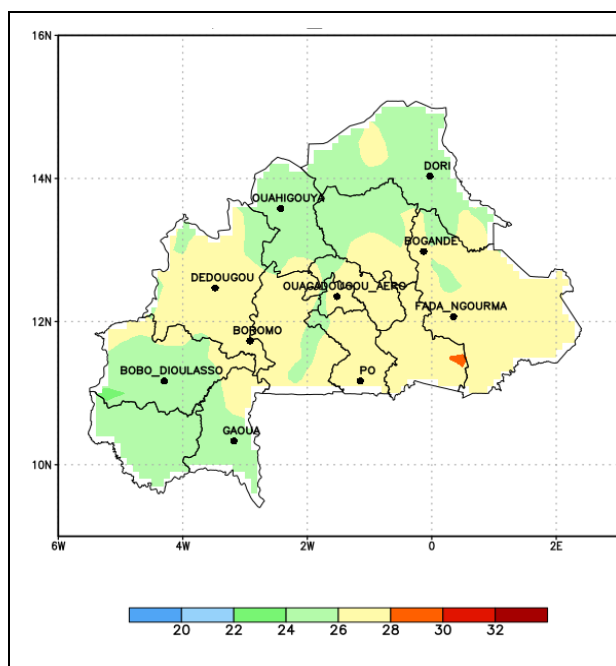 16N
DORI
14N
OUAHIGOUYA
BOGANDE
DEDOUGOU
OUAGADOUGOU_AERO
FADA_NGOURMA
12N
BOROMO
BOBO_DIOULASSO
PO
GAOUA
10N
6W 4W 2W 0 2E
20 22 24 26 28 30 32